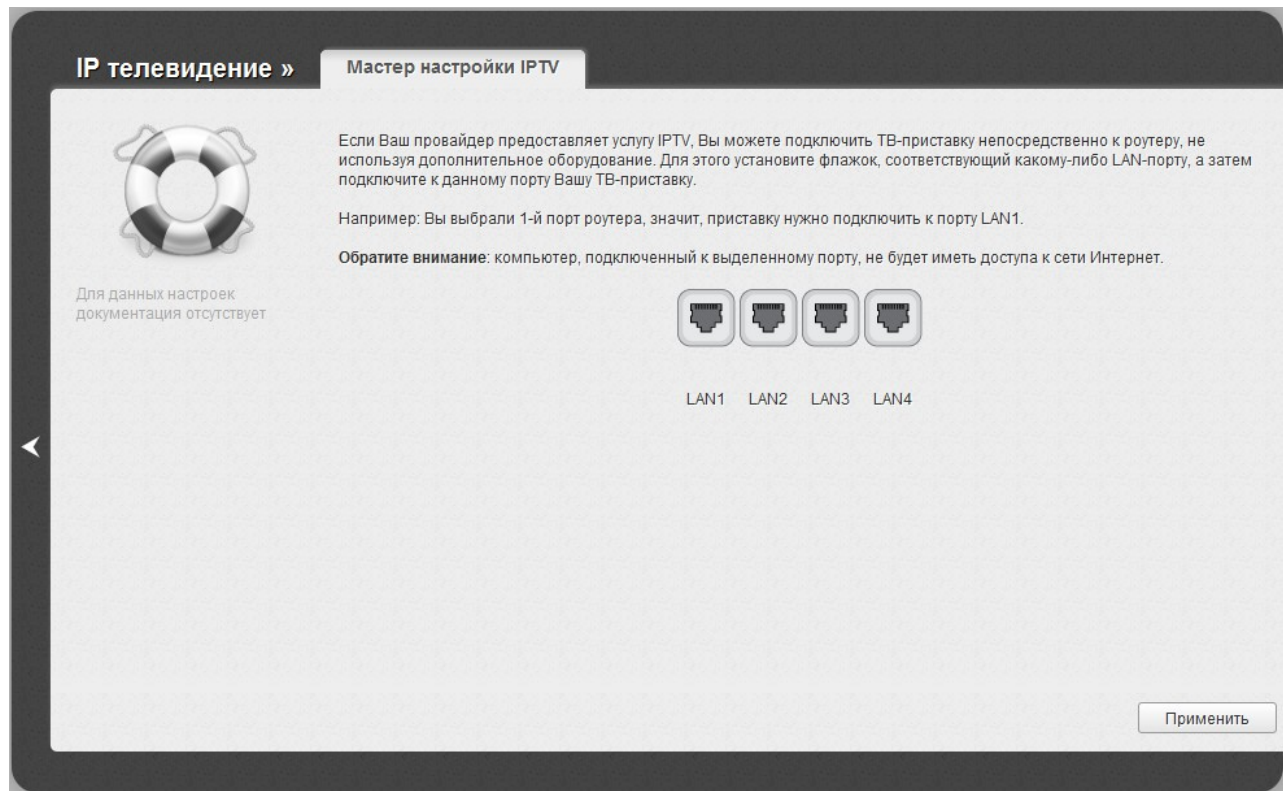 IP телевидение »
Мастер настройки IPTV
Если Ваш провайдер предоставляет услугу IPTV, Вы можете подключить ТВ-приставку непосредственно к роутеру, не
используя дополнительное оборудование. Для этого установите флажок, соответствующий какому-либо LAN-порту, а затем
подключите к данному порту Вашу ТВ-приставку.
Например: Вы выбрали 1-й порт роутера, значит, приставку нужно подключить к порту LAN1.
Обратите внимание: компьютер, подключенный к выделенному порту, не будет иметь доступа к сети Интернет.
Для данных настроек
документация отсутствует
LAN1 LAN2 LAN3 LAN4
Применить